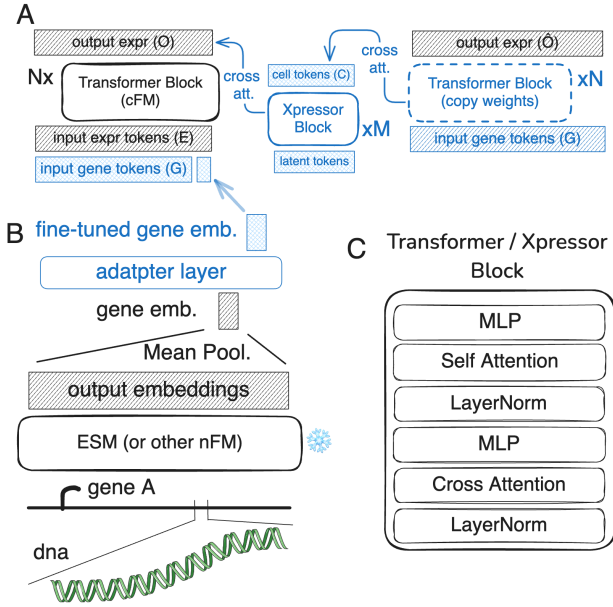 A
output expr (O)
Nx
Transformer Block
(cFM)
input expr tokens (E)
input gene tokens (G)
cross
att.
cell tokens (C)
Xpressor
Block
xM
latent tokens
cross
att.
output expr (Ô)
Transformer Block
(copy weights)
xN
input gene tokens (G)
B
fine-tuned gene emb.
adatpter layer
gene emb.
Mean Pool.
output embeddings
ESM (or other nFM)
gene A
dna
C
Transformer / Xpressor
Block
MLP
Self Attention
LayerNorm
MLP
Cross Attention
LayerNorm